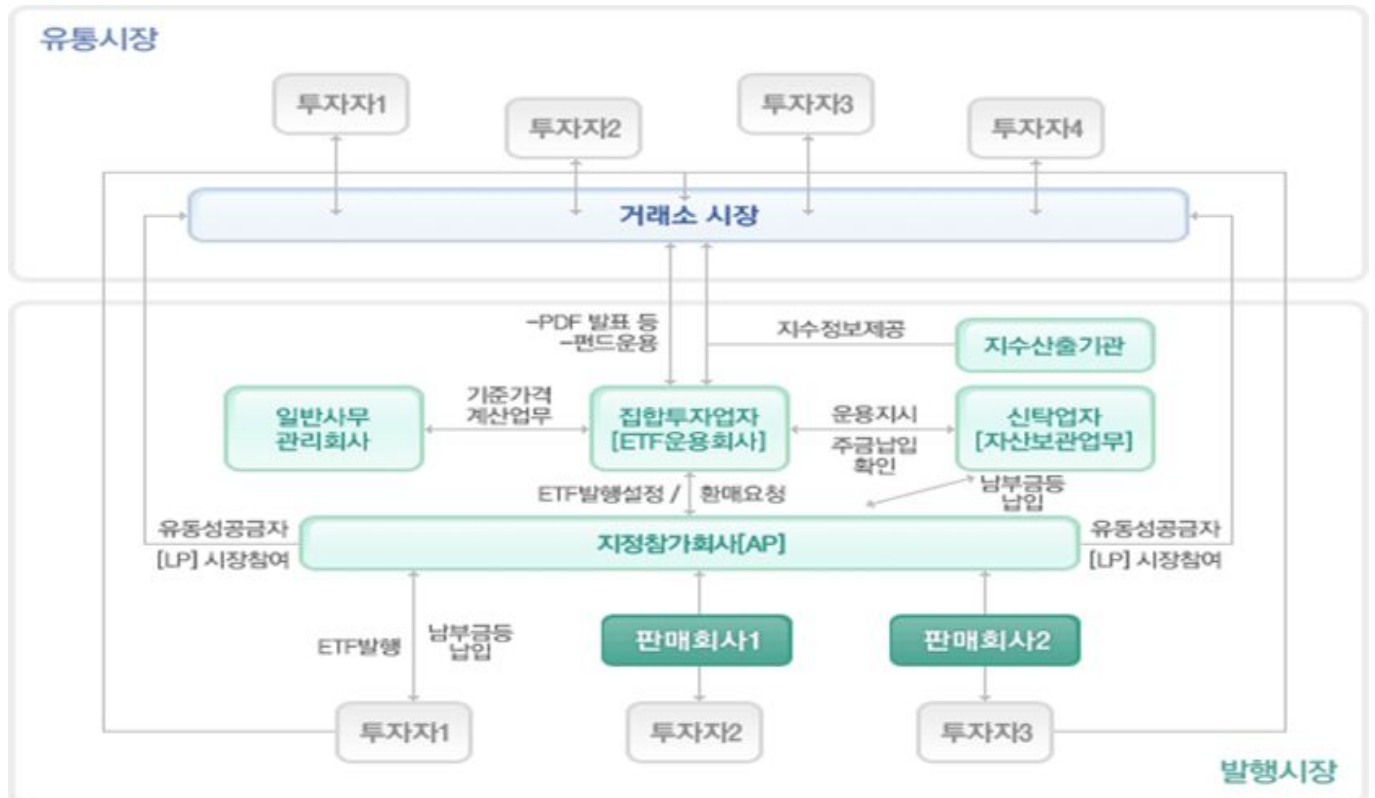 유통시장
투자자1
투자자2
투자자3
투자자4
거래소 시장
-PDF 발표 등
-펀드운용
지수정보제공
지수산출기관
일반사무
관리회사
기준가격
계산업무
집합투자업자
[ETF운용회사]
운용지시
주금납입
확인
신탁업자
[자산보관업무]
ETF발행설정 /
환매요청
남부금등
납입
유동성공급자
[LP] 시장참여
지정참가회사[AP]
유동성공급자
[LP] 시장참여
ETF발행
남부금등
납입
판매회사1
판매회사2
투자자1
투자자2
투자지3
발행시장